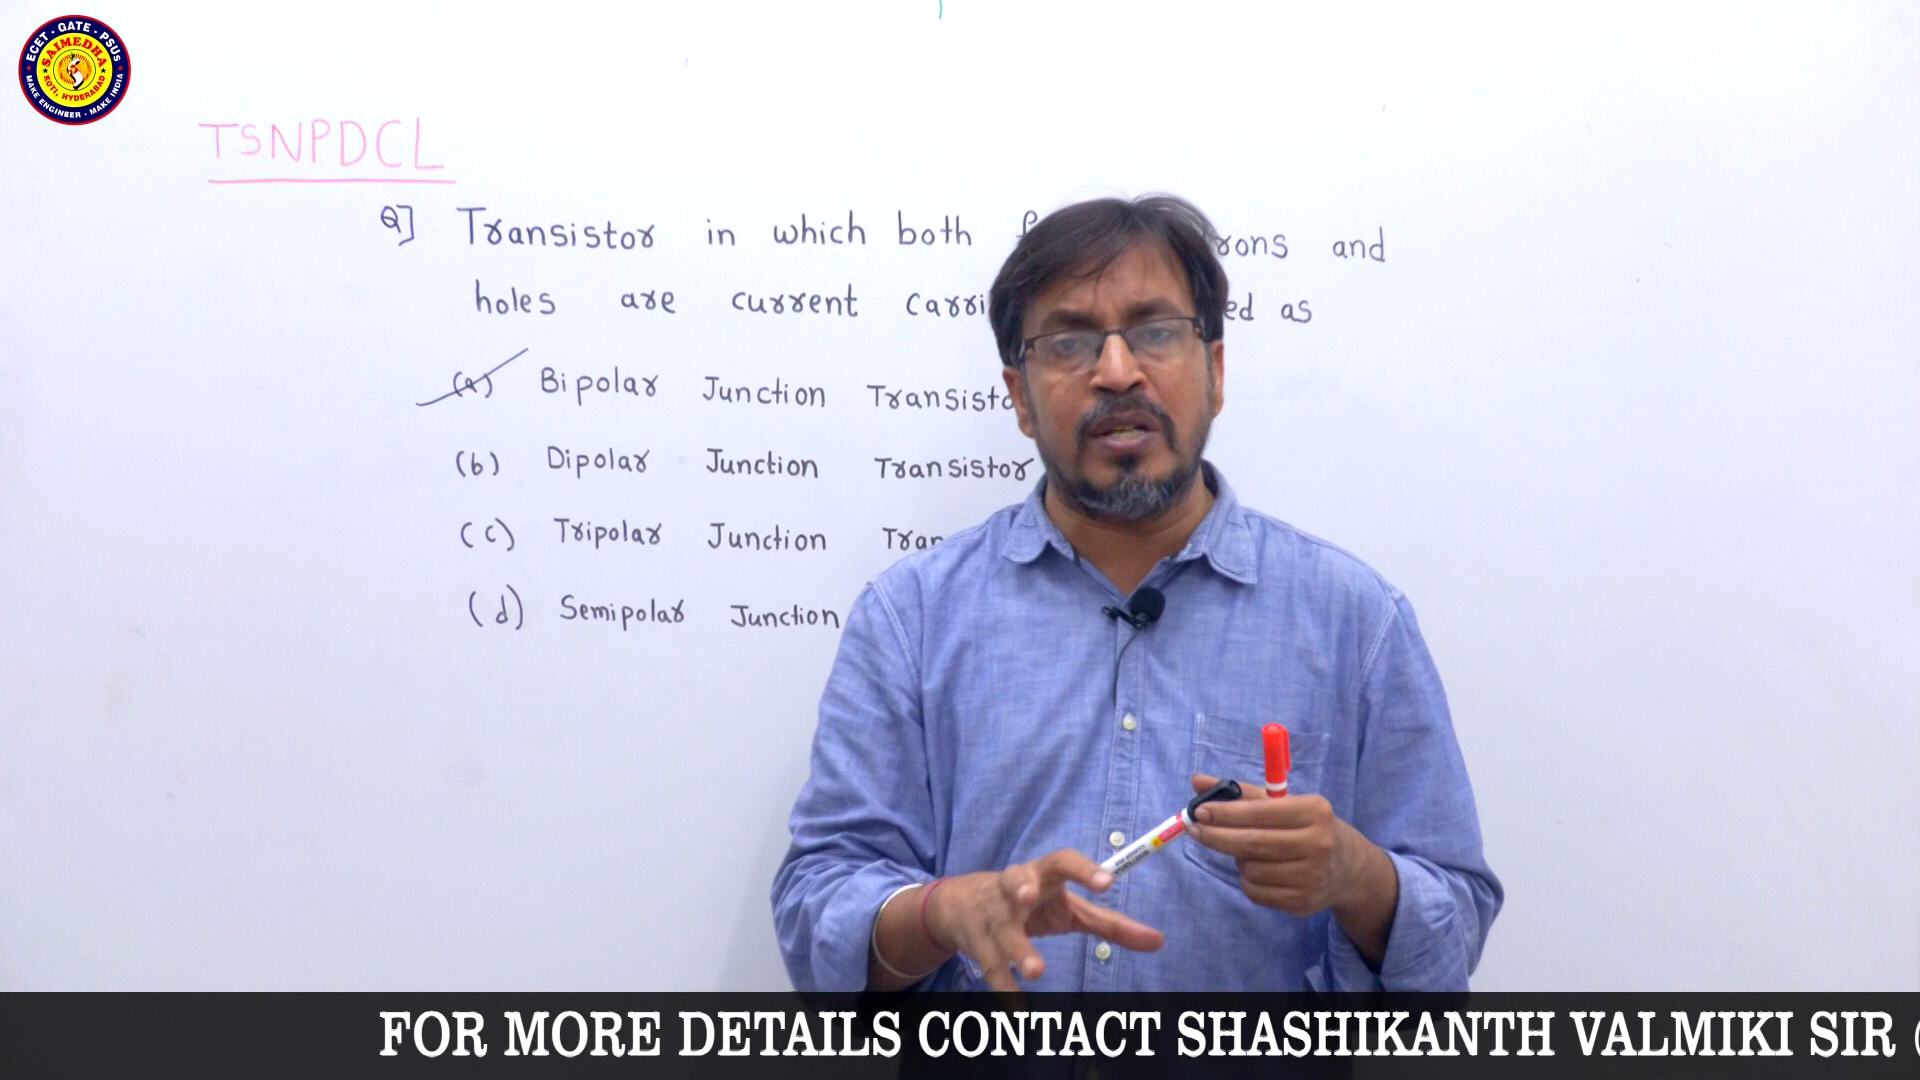 ECET - GATE - PSUs
SAIMEDHA
KOTI, HYDERABAD
MAKE ENGINEER - MAKE INDIA
TSNPDCL
Q] Transistor in which both rons and
holes are current carri ed as
(a) Bipolar Junction Transisto
(b) Dipolar Junction Transistor
(c) Tripolar Junction Tran
(d) Semipolar Junction
FOR MORE DETAILS CONTACT SHASHIKANTH VALMIKI SIR (